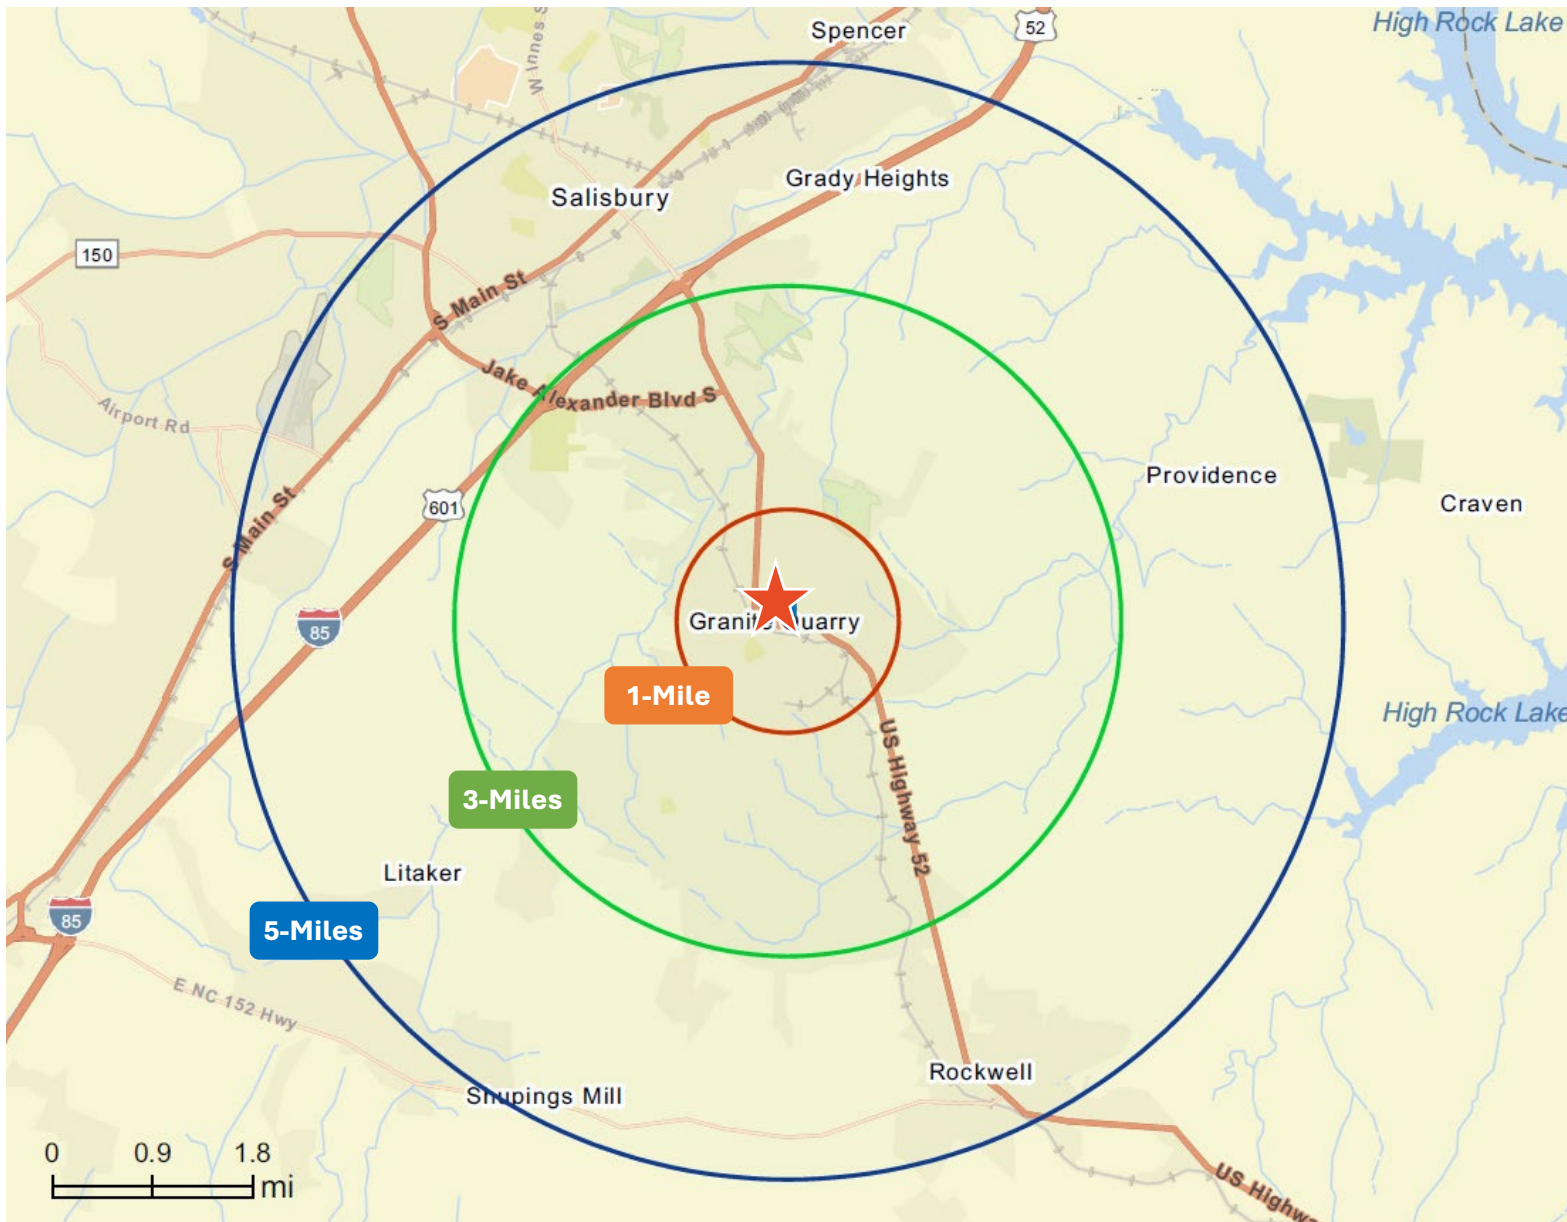 Spencer
52
High Rock Lake
W Innes S
Grady Heights
Salisbury
150
S Main St
Jake Alexander Blvd S
Airport Rd
Providence
Craven
601
S Main St
85
Granite Quarry
1-Mile
High Rock Lake
US Highway 52
3-Miles
Litaker
85
5-Miles
E NC 152 Hwy
Rockwell
Shupings Mill
0 0.9 1.8
mi
US Highwa